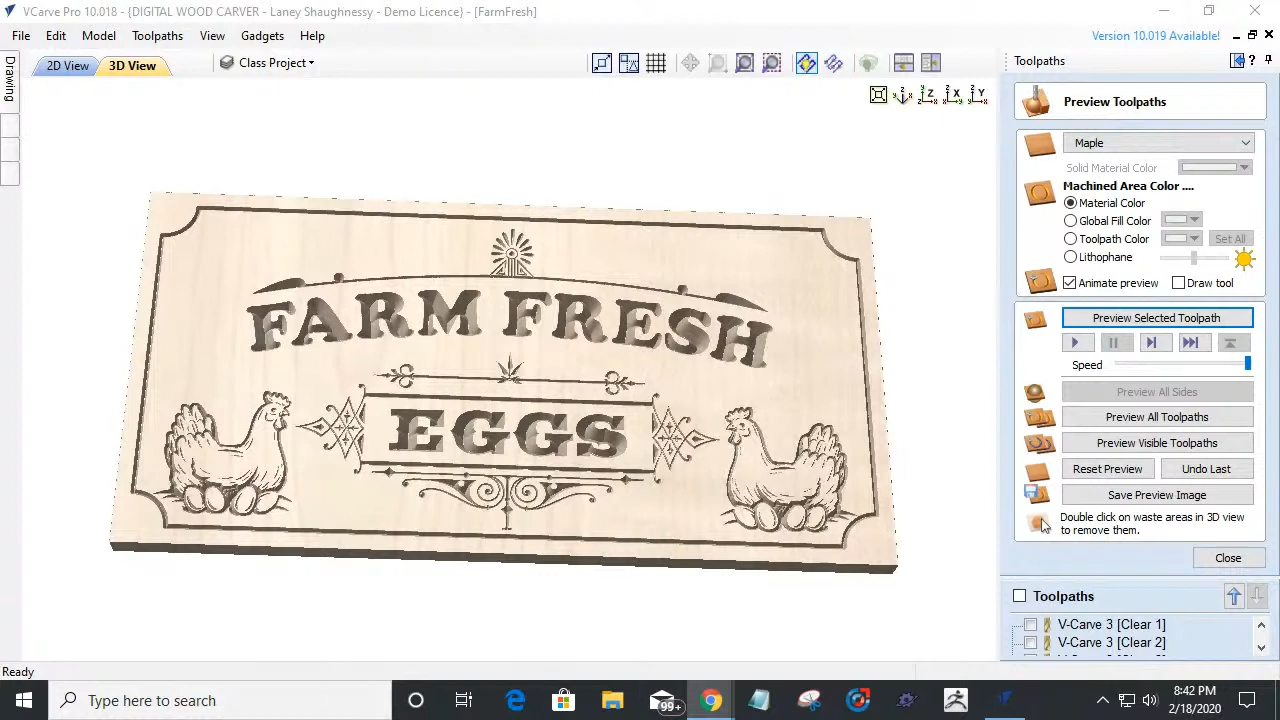 VCarve Pro 10.018 - {DIGITAL WOOD CARVER - Laney Shaughnessy - Demo Licence} - [FarmFresh]
File Edit Model Toolpaths View Gadgets Help
Version 10.019 Available!
2D View 3D View Class Project
Drawing
Z X Y
FARM FRESH
EGGS
Toolpaths
Preview Toolpaths
Maple
Solid Material Color
Machined Area Color ....
Material Color
Global Fill Color
Toolpath Color Set All
Lithophane
Animate preview Draw tool
Preview Selected Toolpath
Speed
Preview All Sides
Preview All Toolpaths
Preview Visible Toolpaths
Reset Preview Undo Last
Save Preview Image
Double click on waste areas in 3D view
to remove them.
Close
Toolpaths
V-Carve 3 [Clear 1]
V-Carve 3 [Clear 2]
Ready
Type here to search
99+
8:42 PM
2/18/2020